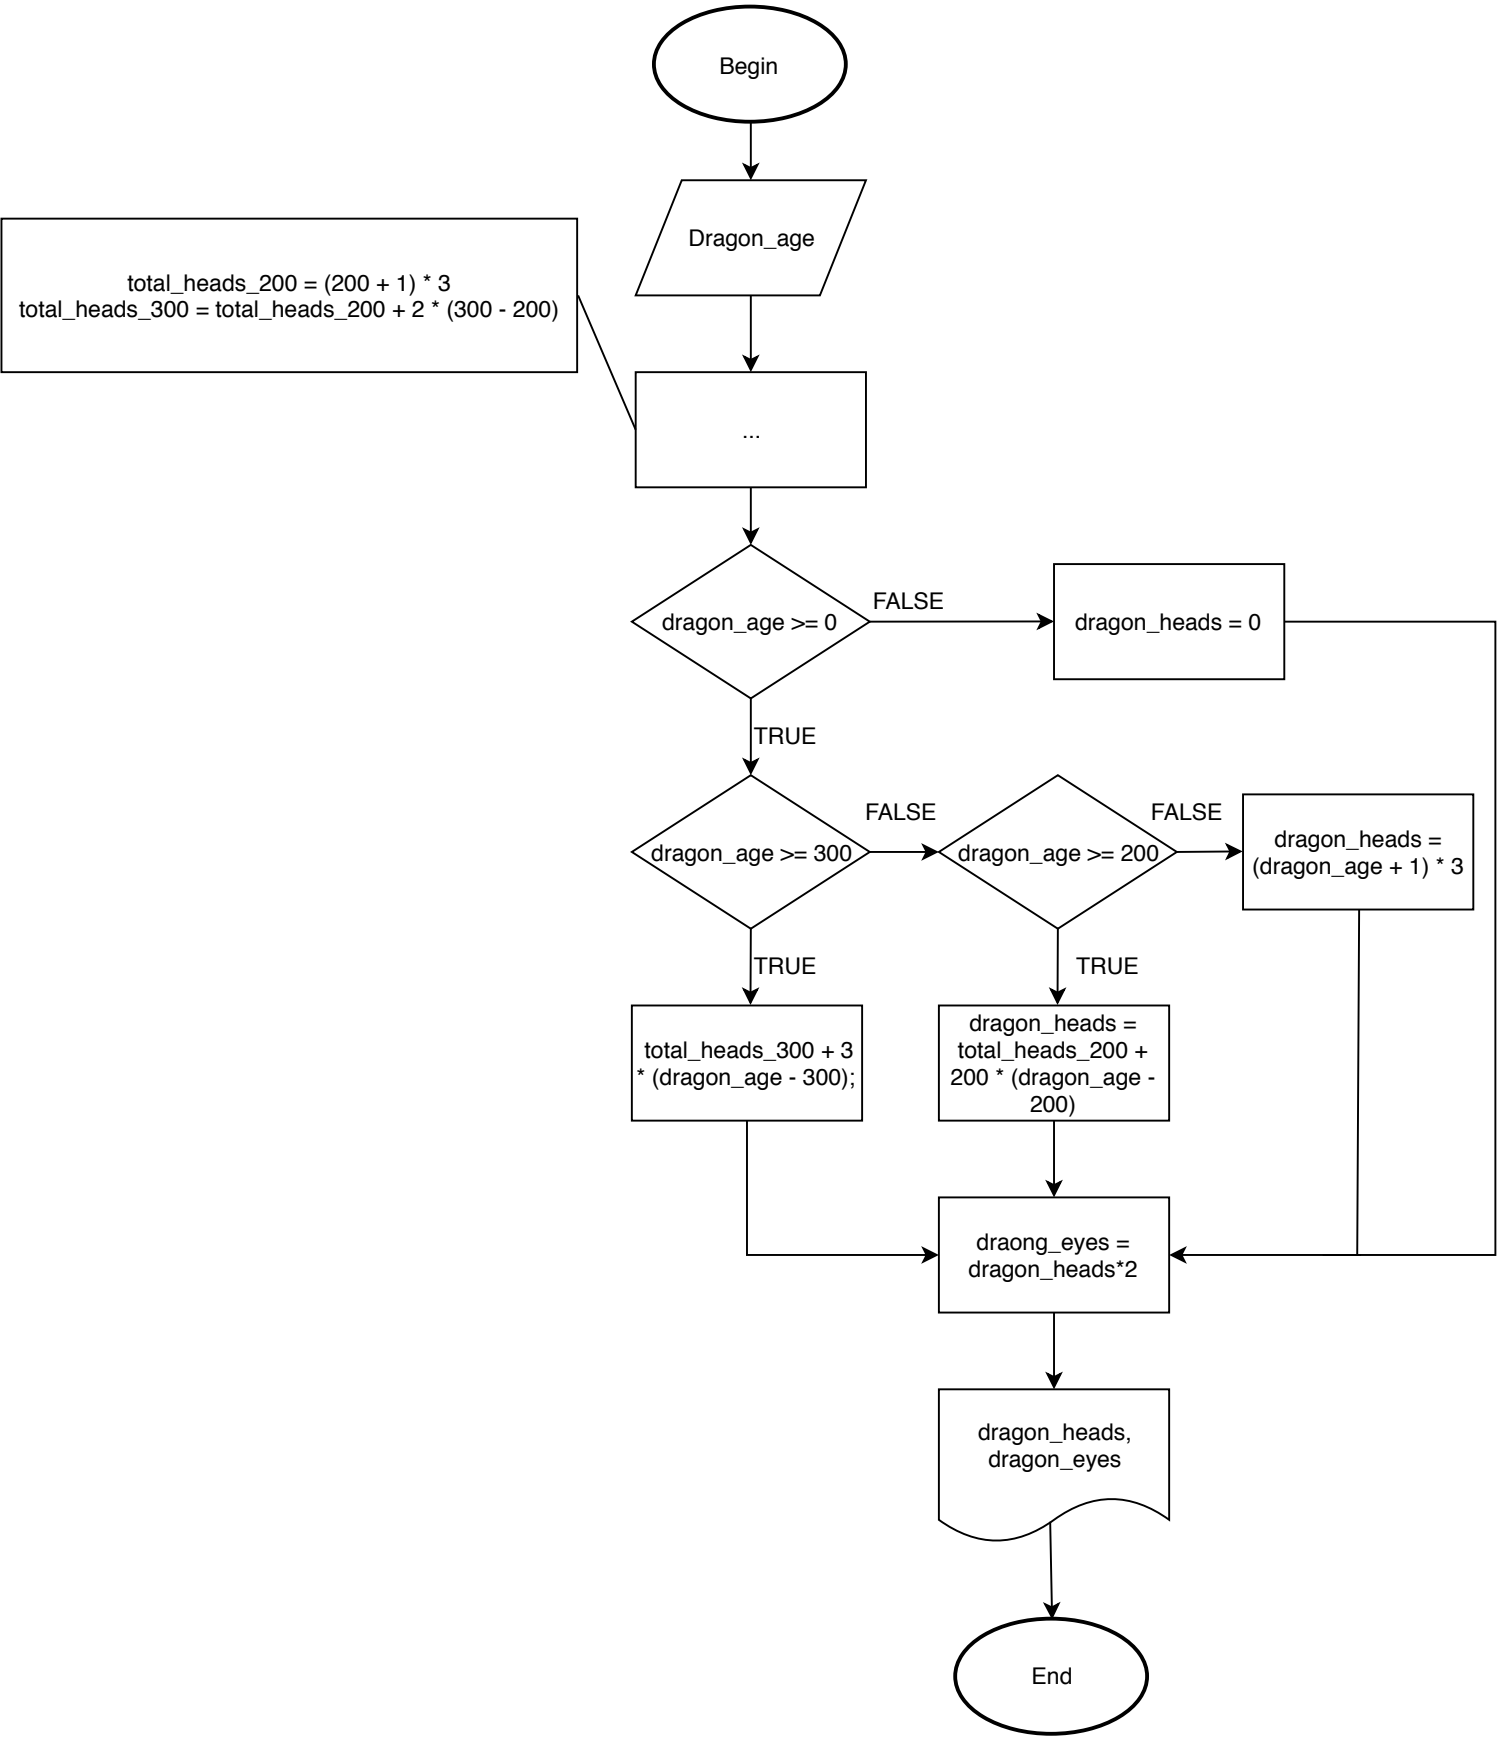 Begin
Dragon_age
total_heads_200 = (200 + 1) * 3
total_heads_300 = total_heads_200 + 2 * (300 - 200)
...
dragon_age >= 0
FALSE
dragon_heads = 0
TRUE
dragon_age >= 300
FALSE
dragon_age >= 200
FALSE
dragon_heads =
(dragon_age + 1) * 3
TRUE
TRUE
total_heads_300 + 3
* (dragon_age - 300);
dragon_heads =
total_heads_200 +
200 * (dragon_age -
200)
draong_eyes =
dragon_heads*2
dragon_heads,
dragon_eyes
End